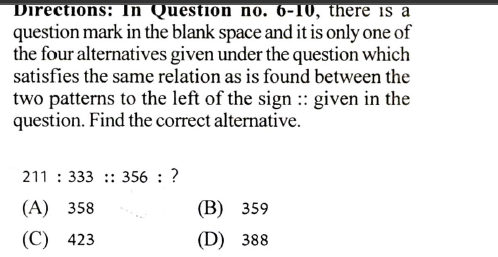 Directions: In Question no. 6-10, there is a
question mark in the blank space and it is only one of
the four alternatives given under the question which
satisfies the same relation as is found between the
two patterns to the left of the sign :: given in the
question. Find the correct alternative.
211 : 333 :: 356 : ?
(A) 358 (B) 359
(C) 423 (D) 388